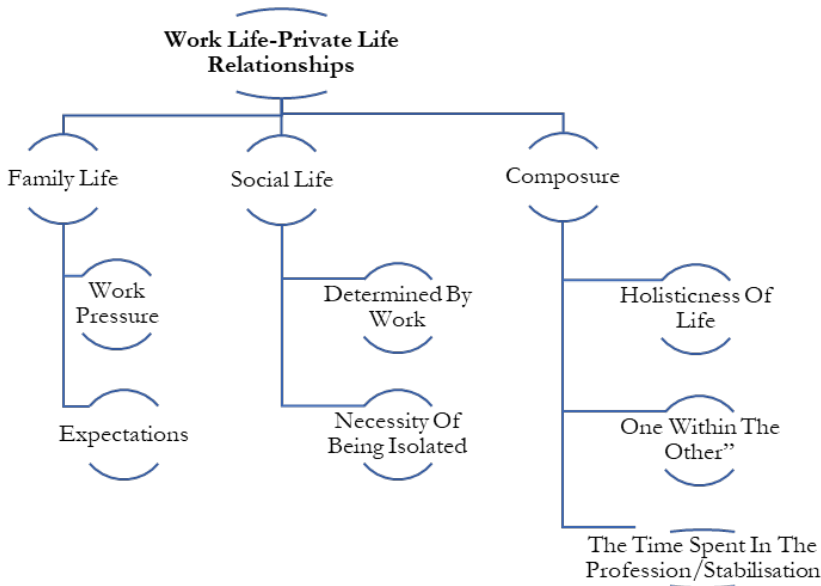 Work Life-Private Life
Relationships
Family Life
Social Life
Composure
Work
Pressure
Determined By
Work
Holisticness Of
Life
Expectations
Necessity Of
Being Isolated
One Within The
Other”
The Time Spent In The
Profession/Stabilisation